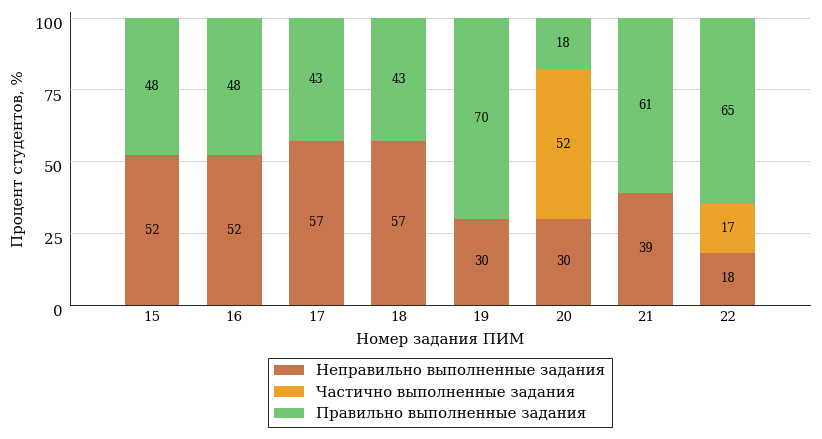 Процент студентов, %
100
75
50
25
0
48 48 43 43 70 18 61 65
52 17
52 52 57 57 30 30 39 18
15 16 17 18 19 20 21 22
Номер задания ПИМ
Неправильно выполненные задания
Частично выполненные задания
Правильно выполненные задания